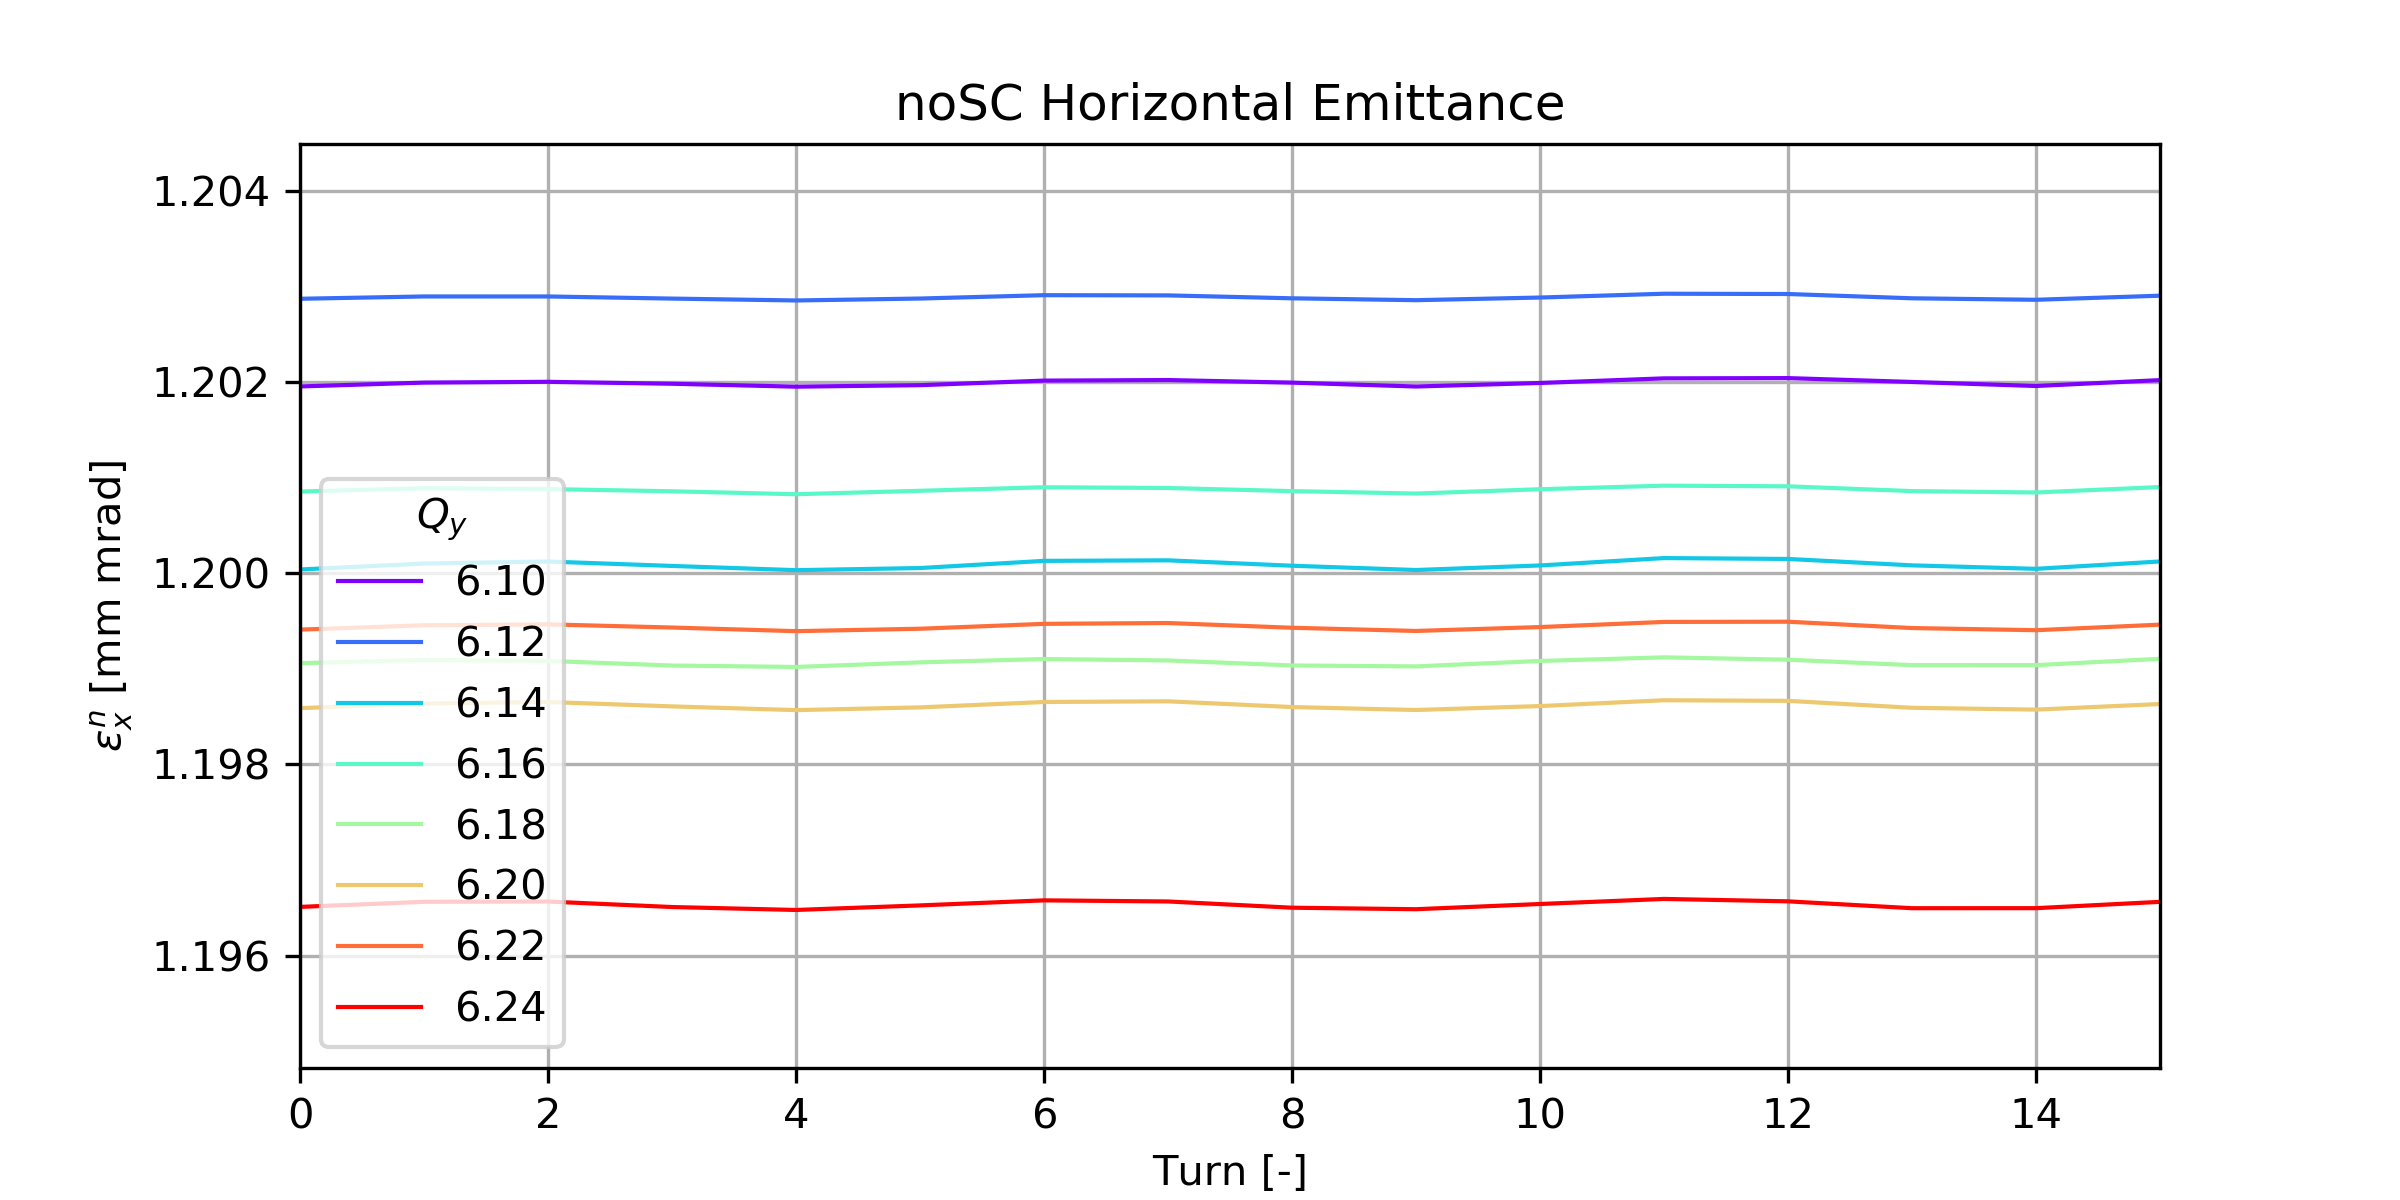 noSC Horizontal Emittance
1.204
1.202
1.200
1.198
1.196
ε_x^n [mm mrad]
Q_y
6.10
6.12
6.14
6.16
6.18
6.20
6.22
6.24
0 2 4 6 8 10 12 14
Turn [-]